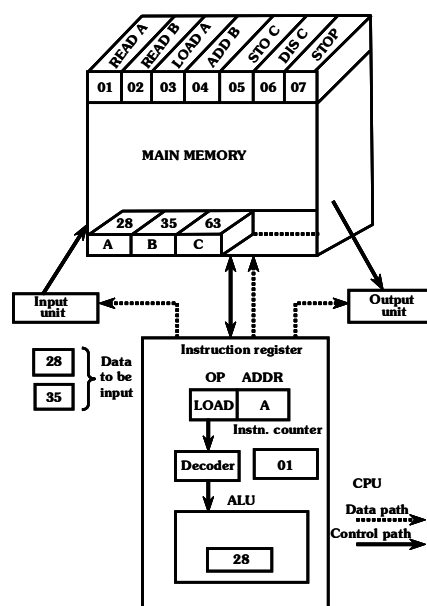 READ A READ B LOAD A ADD B STO C DIS C STOP
01 02 03 04 05 06 07
MAIN MEMORY
28 35 63
A B C
Input
unit
Output
unit
28
35
Data
to be
input
Instruction register
OP ADDR
LOAD A
Instn. counter
Decoder
01
ALU
28
CPU
Data path
Control path